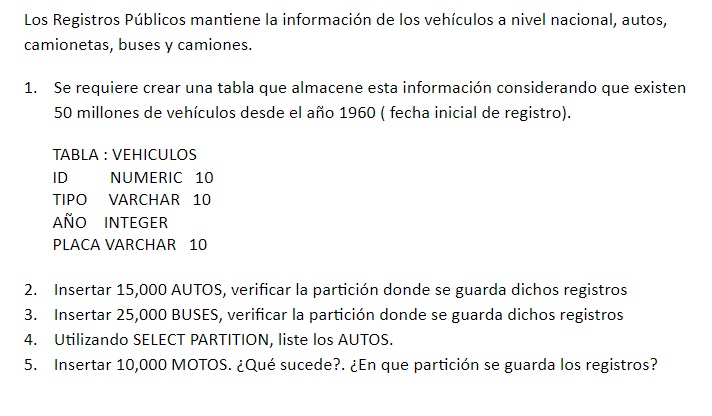 Los Registros Públicos mantiene la información de los vehículos a nivel nacional, autos,
camionetas, buses y camiones.
1. Se requiere crear una tabla que almacene esta información considerando que existen
50 millones de vehículos desde el año 1960 ( fecha inicial de registro).
TABLA : VEHICULOS
ID NUMERIC 10
TIPO VARCHAR 10
AÑO INTEGER
PLACA VARCHAR 10
2. Insertar 15,000 AUTOS, verificar la partición donde se guarda dichos registros
3. Insertar 25,000 BUSES, verificar la partición donde se guarda dichos registros
4. Utilizando SELECT PARTITION, liste los AUTOS.
5. Insertar 10,000 MOTOS. ¿Qué sucede?. ¿En que partición se guarda los registros?